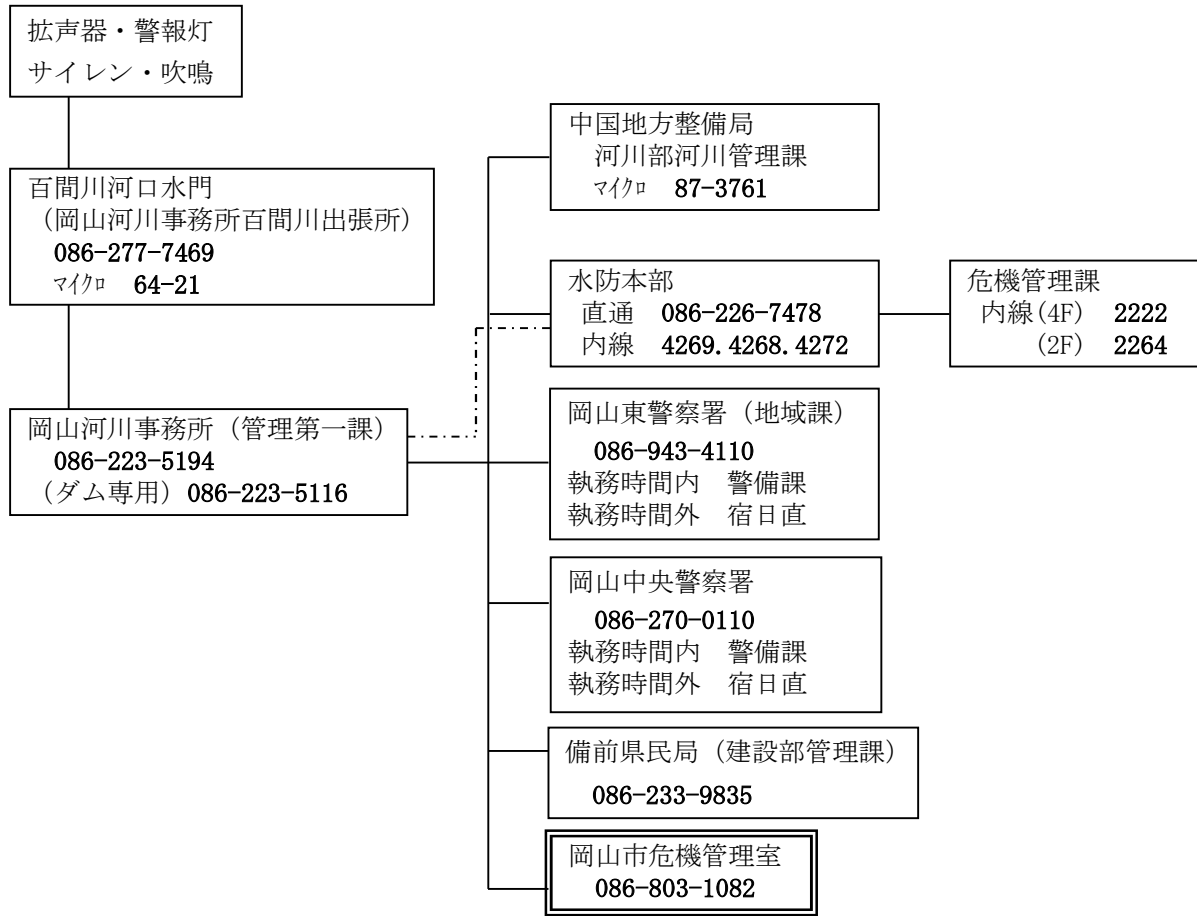 拡声器・警報灯
サイレン・吹鳴
百間川河口水門
（岡山河川事務所百間川出張所）
086-277-7469
ﾏｲｸﾛ 64-21
岡山河川事務所（管理第一課）
086-223-5194
（ダム専用）086-223-5116
中国地方整備局
河川部河川管理課
ﾏｲｸﾛ 87-3761
水防本部
直通 086-226-7478
内線 4269.4268.4272
危機管理課
内線(4F) 2222
(2F) 2264
岡山東警察署（地域課）
086-943-4110
執務時間内 警備課
執務時間外 宿日直
岡山中央警察署
086-270-0110
執務時間内 警備課
執務時間外 宿日直
備前県民局（建設部管理課）
086-233-9835
岡山市危機管理室
086-803-1082